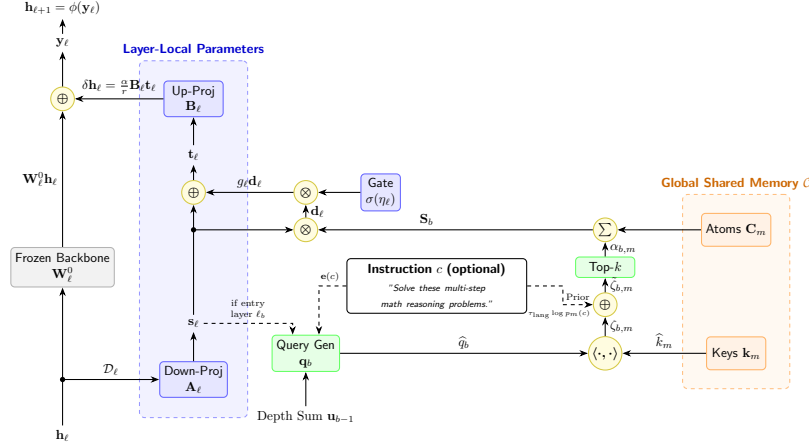 h_{ℓ+1} = ϕ(y_ℓ)
y_ℓ
Layer-Local Parameters
⊕
δh_ℓ = α/r B_ℓ t_ℓ
Up-Proj
B_ℓ
t_ℓ
W_ℓ^0 h_ℓ
⊕
g_ℓ d_ℓ
⊗
Gate
σ(η_ℓ)
Global Shared Memory C
d_ℓ
⊗
S_b
∑
Atoms C_m
α_{b,m}
Frozen Backbone
W_ℓ^0
Instruction c (optional)
"Solve these multi-step
math reasoning problems."
e(c)
Top-k
ζ_{b,m}
Prior
τ_lang log p_m(c)
⊕
if entry
layer ℓ_b
s_ℓ
ζ_{b,m}
Query Gen
q_b
q̂_b
⟨·, ·⟩
k̂_m
Keys k_m
D_ℓ
Down-Proj
A_ℓ
Depth Sum u_{b−1}
h_ℓ